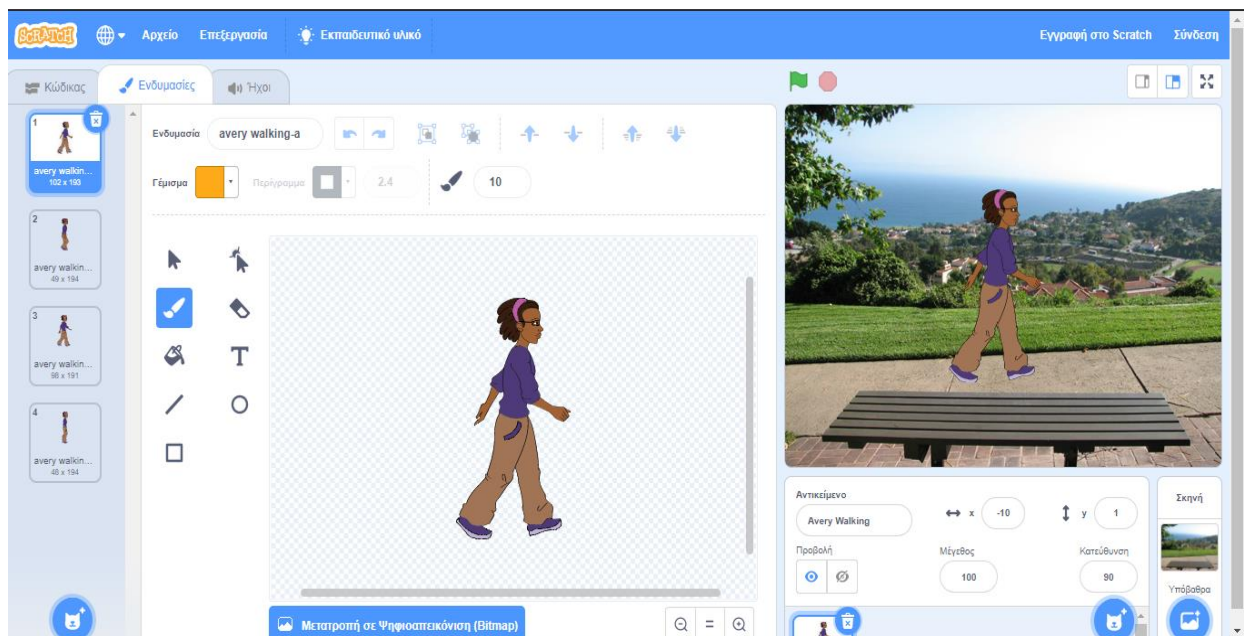 SCRATCH Αρχείο Επεξεργασία Εκπαιδευτικό υλικό Εγγραφή στο Scratch Σύνδεση
Κώδικας Ενδυμασίες Ήχοι
1
avery walkin...
102 x 193
2
avery walkin...
49 x 194
3
avery walkin...
98 x 191
4
avery walkin...
48 x 194
Ενδυμασία avery walking-a
Γέμισμα Περίγραμμα 2.4 10
T
Μετατροπή σε Ψηφιοαπεικόνιση (Bitmap) =
Αντικείμενο
Avery Walking x -10 y 1
Προβολή Μέγεθος Κατεύθυνση
100 90
Σκηνή
Υπόβαθρα